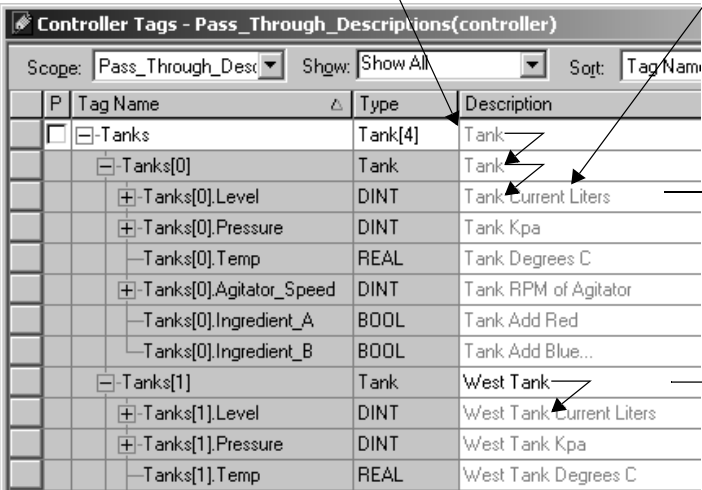 Controller Tags - Pass_Through_Descriptions(controller)
Scope: Pass_Through_Desc Show: Show All Sort: Tag Name
P Tag Name Type Description
Tanks Tank[4] Tank
Tanks[0] Tank Tank
Tanks[0].Level DINT Tank Current Liters
Tanks[0].Pressure DINT Tank Kpa
Tanks[0].Temp REAL Tank Degrees C
Tanks[0].Agitator_Speed DINT Tank RPM of Agitator
Tanks[0].Ingredient_A BOOL Tank Add Red
Tanks[0].Ingredient_B BOOL Tank Add Blue...
Tanks[1] Tank West Tank
Tanks[1].Level DINT West Tank Current Liters
Tanks[1].Pressure DINT West Tank Kpa
Tanks[1].Temp REAL West Tank Degrees C